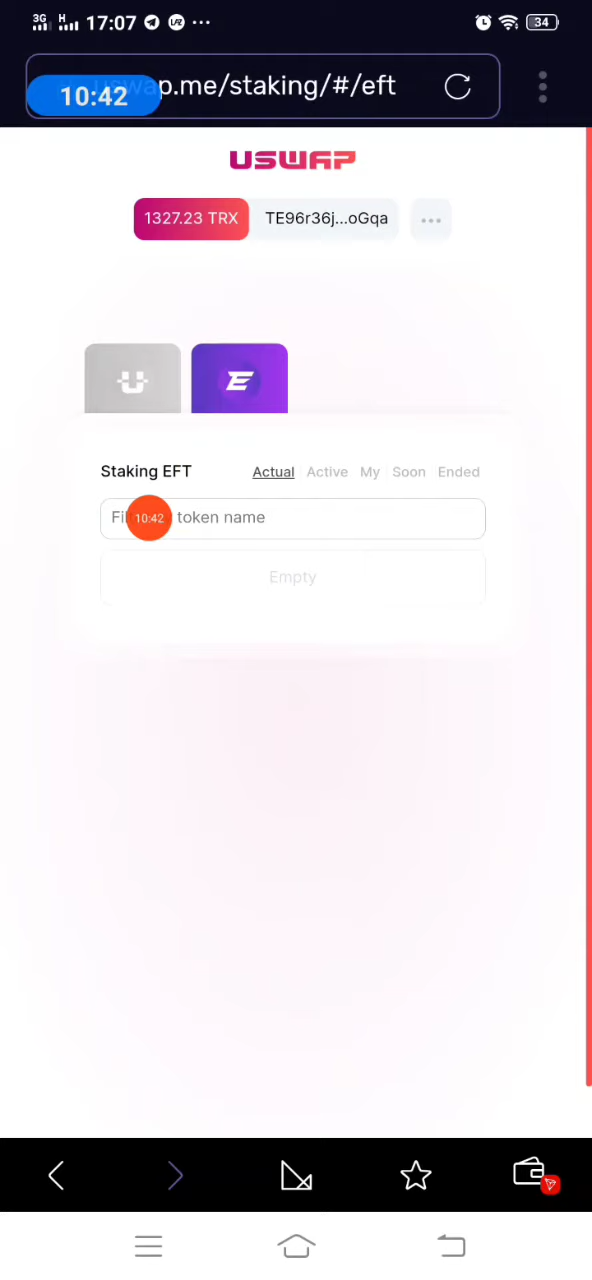 3G H 17:07 34
10:42 p.me/staking/#/eft
USWAP
1327.23 TRX TE96r36j...oGqa
Staking EFT Actual Active My Soon Ended
10:42 token name
Empty